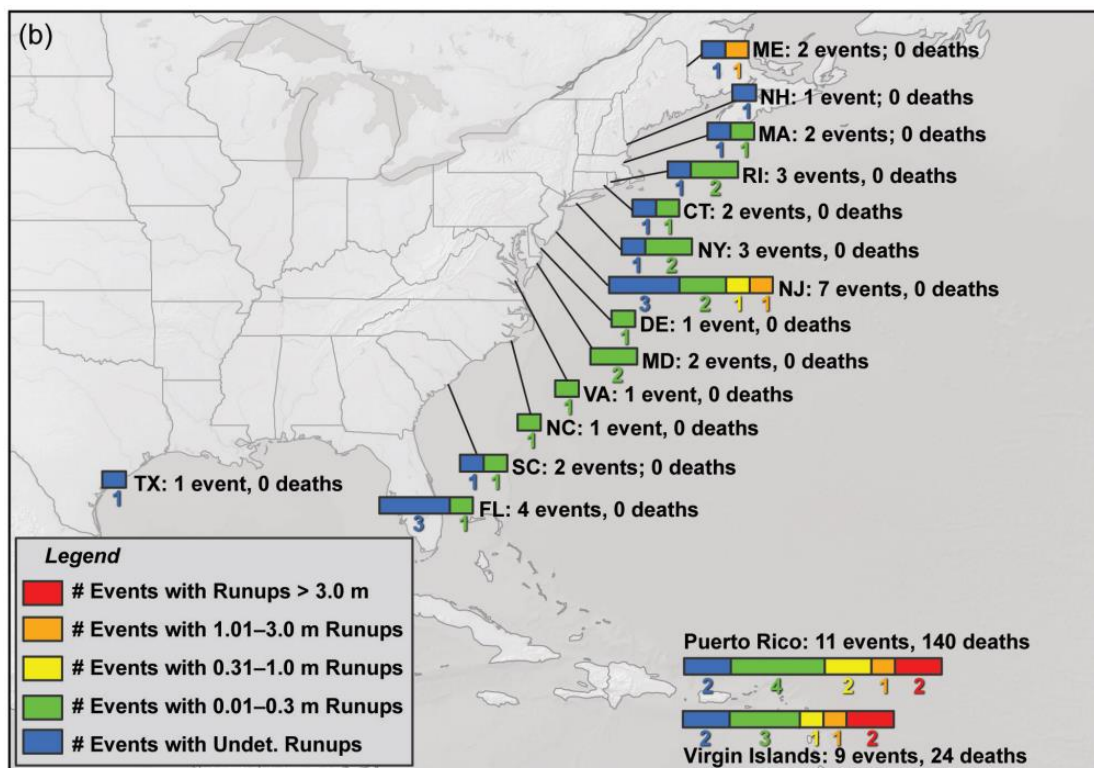 (b)
ME: 2 events; 0 deaths
1 1
NH: 1 event; 0 deaths
1
MA: 2 events; 0 deaths
1 1
RI: 3 events, 0 deaths
1 2
CT: 2 events, 0 deaths
1 1
NY: 3 events, 0 deaths
1 2
NJ: 7 events, 0 deaths
3 2 1 1
DE: 1 event, 0 deaths
1
MD: 2 events, 0 deaths
2
VA: 1 event, 0 deaths
1
NC: 1 event, 0 deaths
1
SC: 2 events; 0 deaths
1 1
TX: 1 event, 0 deaths
1
FL: 4 events, 0 deaths
3 1
Legend
# Events with Runups > 3.0 m
# Events with 1.01–3.0 m Runups
# Events with 0.31–1.0 m Runups
# Events with 0.01–0.3 m Runups
# Events with Undet. Runups
Puerto Rico: 11 events, 140 deaths
2 4 2 1 2
2 3 1 1 2
Virgin Islands: 9 events, 24 deaths